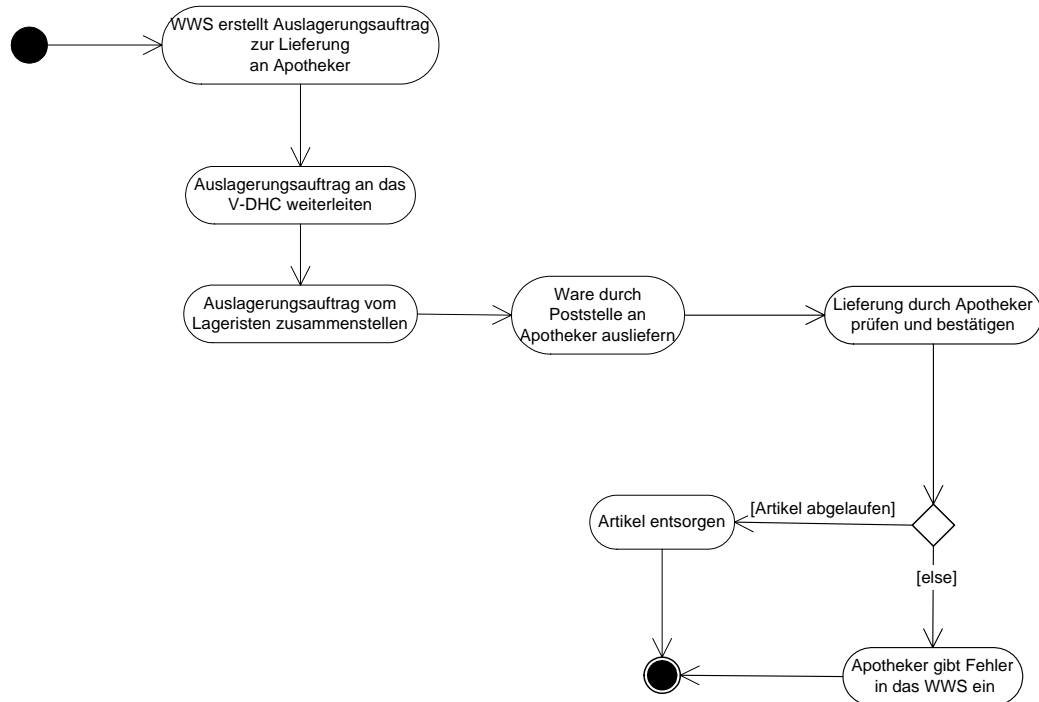 WWS erstellt Auslagerungsauftrag
zur Lieferung
an Apotheker
Auslagerungsauftrag an das
V-DHC weiterleiten
Auslagerungsauftrag vom
Lageristen zusammenstellen
Ware durch
Poststelle an
Apotheker ausliefern
Lieferung durch Apotheker
prüfen und bestätigen
[Artikel abgelaufen]
Artikel entsorgen
[else]
Apotheker gibt Fehler
in das WWS ein